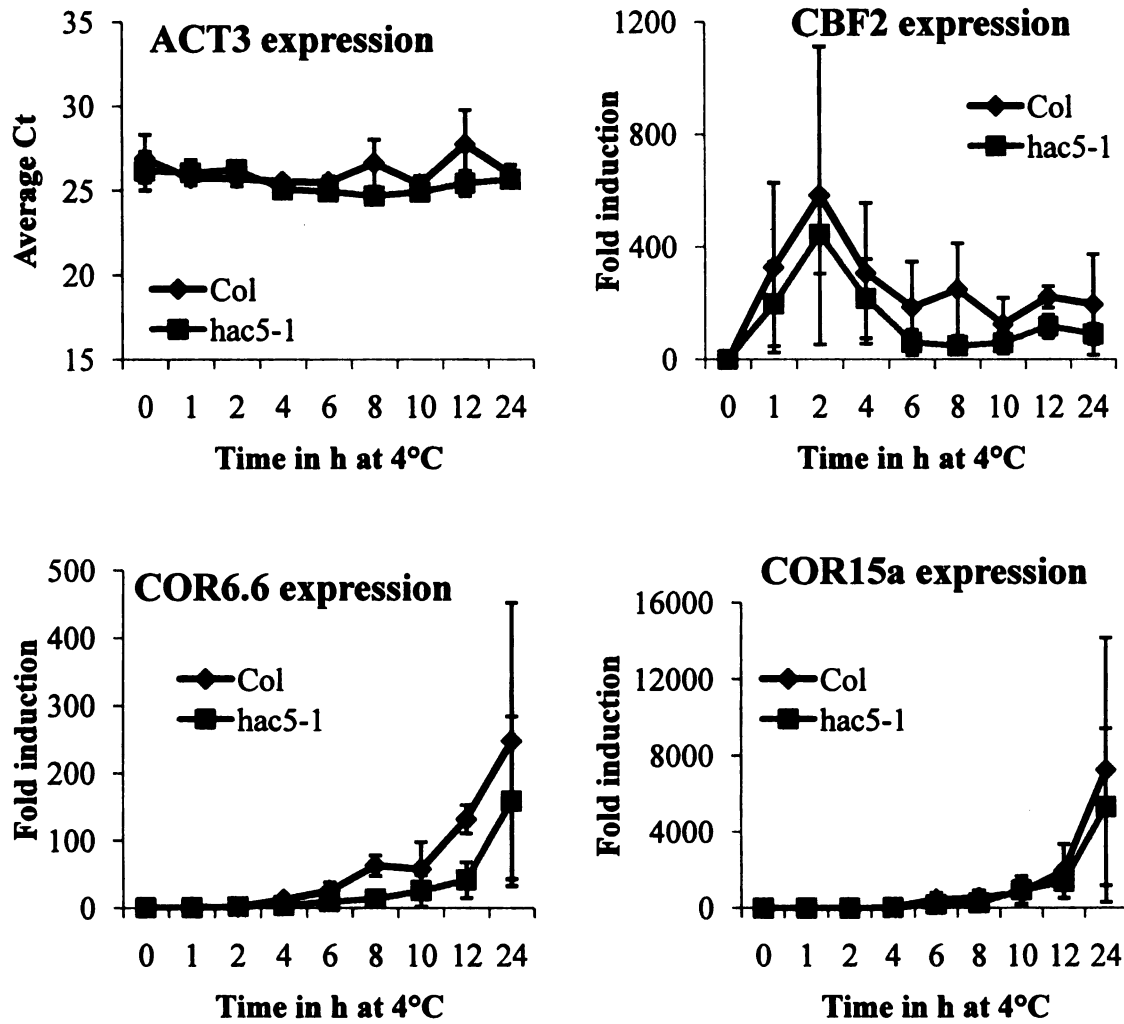 ACT3 expression
Average Ct
35
30
25
20
15
Col
hac5-1
0 1 2 4 6 8 10 12 24
Time in h at 4°C
CBF2 expression
Fold induction
1200
800
400
0
Col
hac5-1
0 1 2 4 6 8 10 12 24
Time in h at 4°C
COR6.6 expression
Fold induction
500
400
300
200
100
0
Col
hac5-1
0 1 2 4 6 8 10 12 24
Time in h at 4°C
COR15a expression
Fold induction
16000
12000
8000
4000
0
Col
hac5-1
0 1 2 4 6 8 10 12 24
Time in h at 4°C